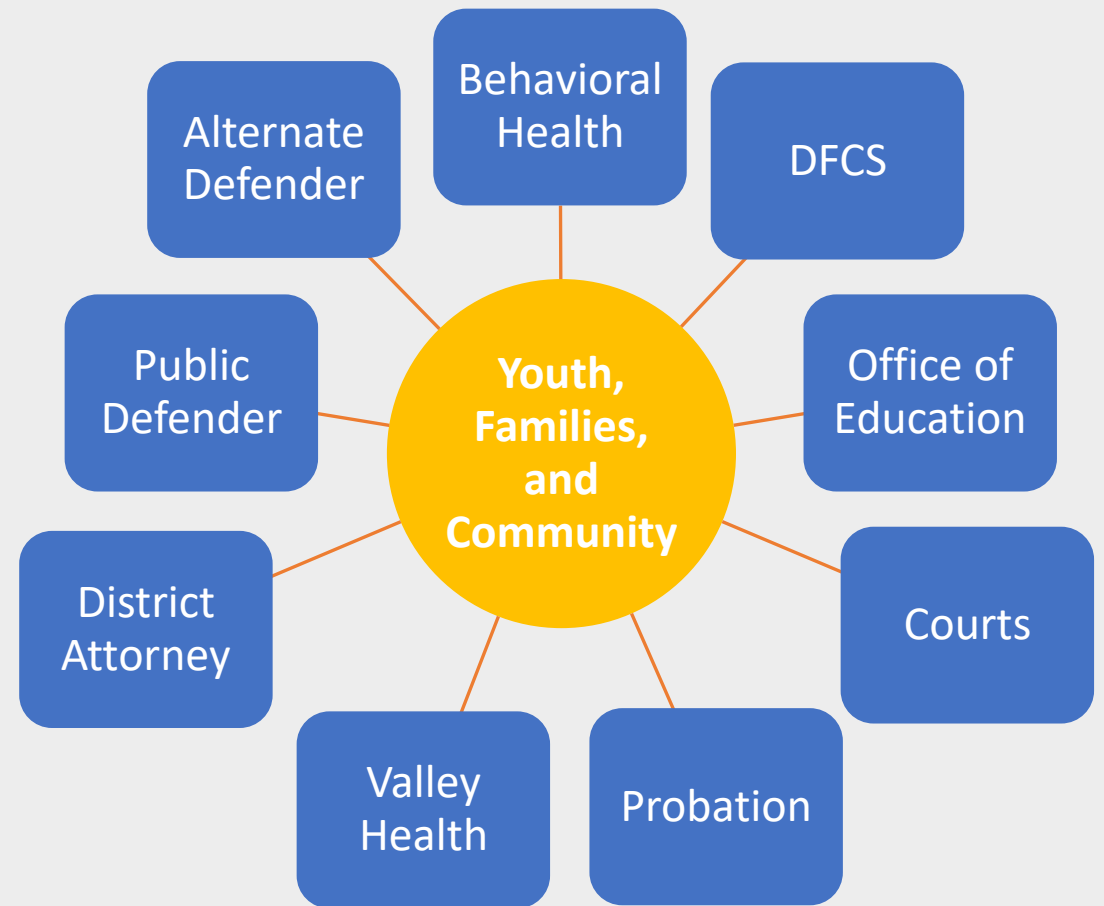 Behavioral
Health
DFCS
Office of
Education
Courts
Probation
Valley
Health
District
Attorney
Public
Defender
Alternate
Defender
Youth,
Families,
and
Community